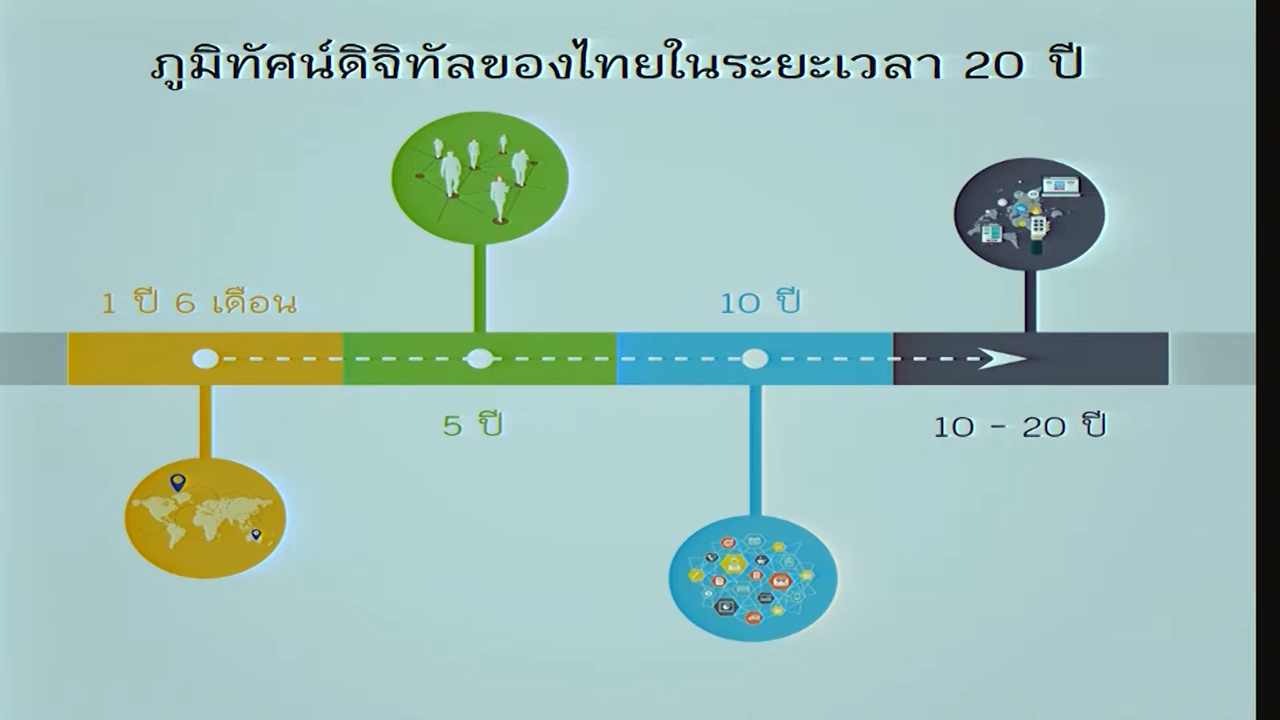 ภูมิทัศน์ดิจิทัลของไทยในระยะเวลา 20 ปี
1 ปี 6 เดือน
10 ปี
5 ปี
10 - 20 ปี